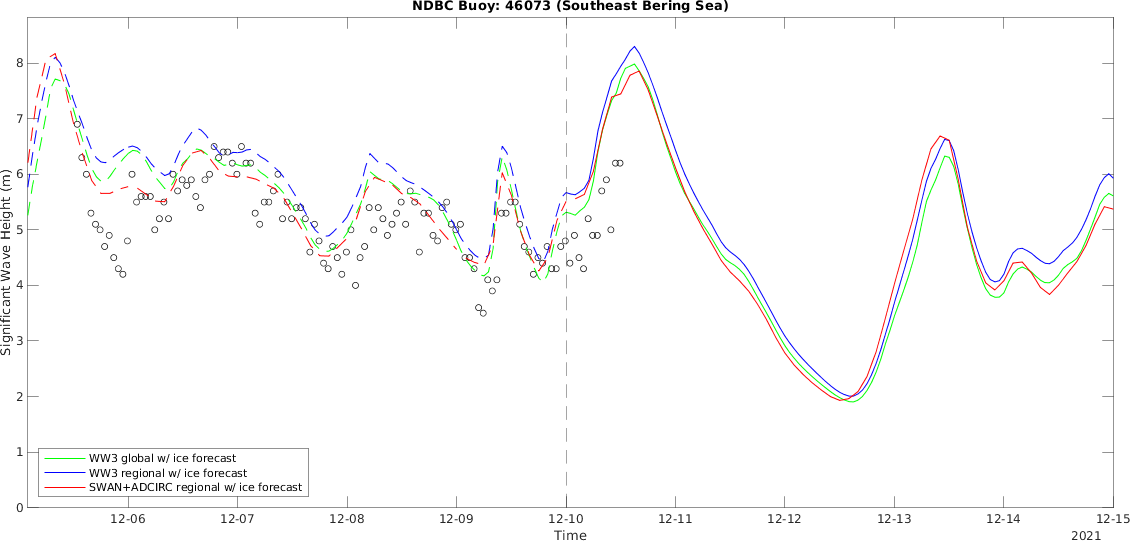 NDBC Buoy: 46073 (Southeast Bering Sea)
Significant Wave Height (m)
8
7
6
5
4
3
2
1
0
WW3 global w/ ice forecast
WW3 regional w/ ice forecast
SWAN+ADCIRC regional w/ ice forecast
12-06 12-07 12-08 12-09 12-10 12-11 12-12 12-13 12-14 12-15
Time
2021